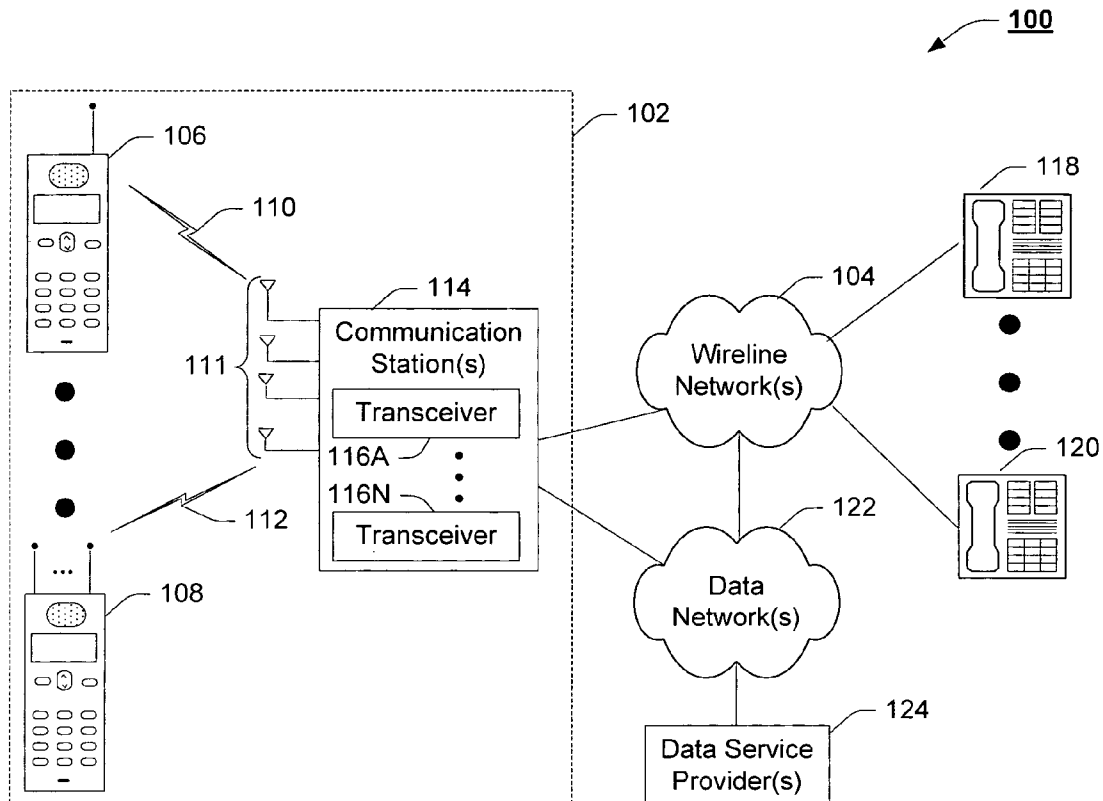 100
102
106
118
110
104
114
Communication
Station(s)
111
Wireline
Network(s)
Transceiver
116A
120
116N
112
122
Transceiver
Data
Network(s)
108
124
Data Service
Provider(s)